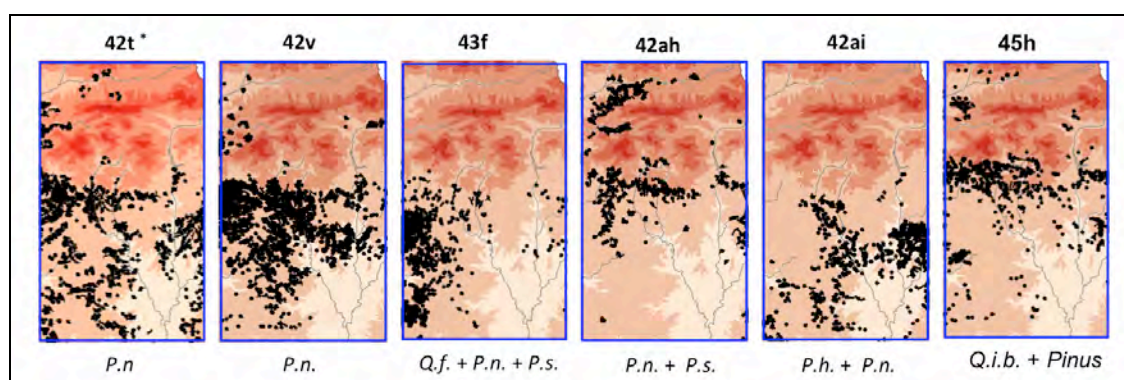 42t * 42v 43f 42ah 42ai 45h
P.n P.n. Q.f. + P.n. + P.s. P.n. + P.s. P.h. + P.n. Q.i.b. + Pinus